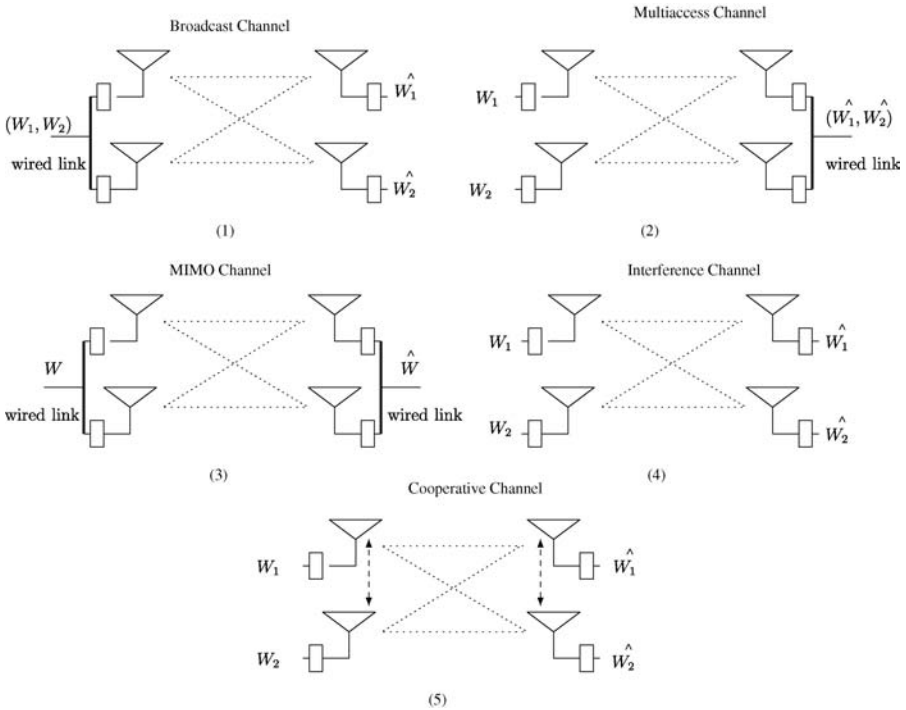 Broadcast Channel
(W₁, W₂)
wired link
Ŵ₁
Ŵ₂
(1)
Multiaccess Channel
W₁
W₂
(Ŵ₁, Ŵ₂)
wired link
(2)
MIMO Channel
W
wired link
Ŵ
wired link
(3)
Interference Channel
W₁
W₂
Ŵ₁
Ŵ₂
(4)
Cooperative Channel
W₁
Ŵ₁
W₂
Ŵ₂
(5)